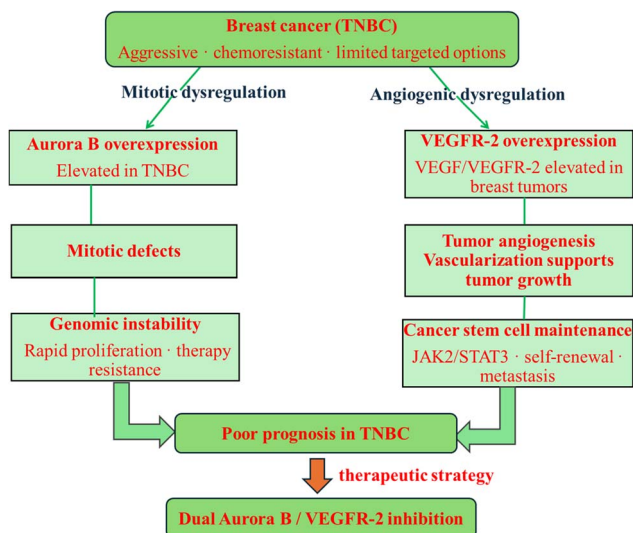 Breast cancer (TNBC)
Aggressive · chemoresistant · limited targeted options
Mitotic dysregulation
Angiogenic dysregulation
Aurora B overexpression
Elevated in TNBC
VEGFR-2 overexpression
VEGF/VEGFR-2 elevated in
breast tumors
Mitotic defects
Tumor angiogenesis
Vascularization supports
tumor growth
Genomic instability
Rapid proliferation · therapy
resistance
Cancer stem cell maintenance
JAK2/STAT3 · self-renewal ·
metastasis
Poor prognosis in TNBC
therapeutic strategy
Dual Aurora B / VEGFR-2 inhibition